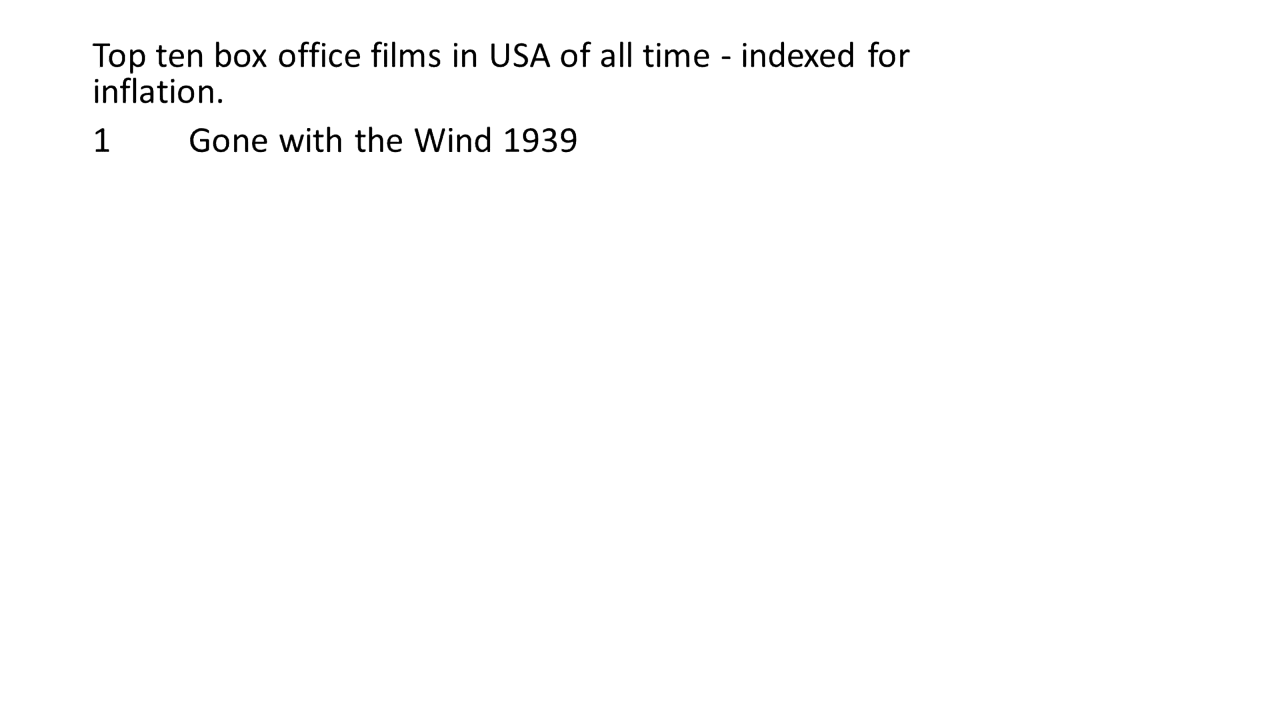 Top ten box office films in USA of all time - indexed for
inflation.
1 Gone with the Wind 1939